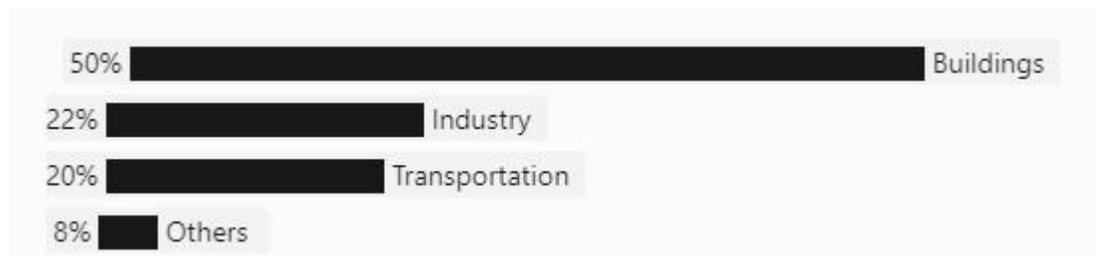 50% Buildings
22% Industry
20% Transportation
8% Others